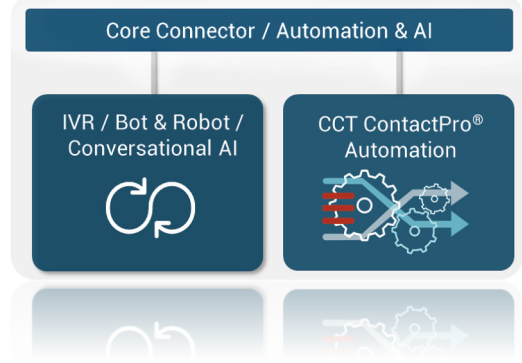 Core Connector / Automation & AI
IVR / Bot & Robot /
Conversational AI
CCT ContactPro®
Automation